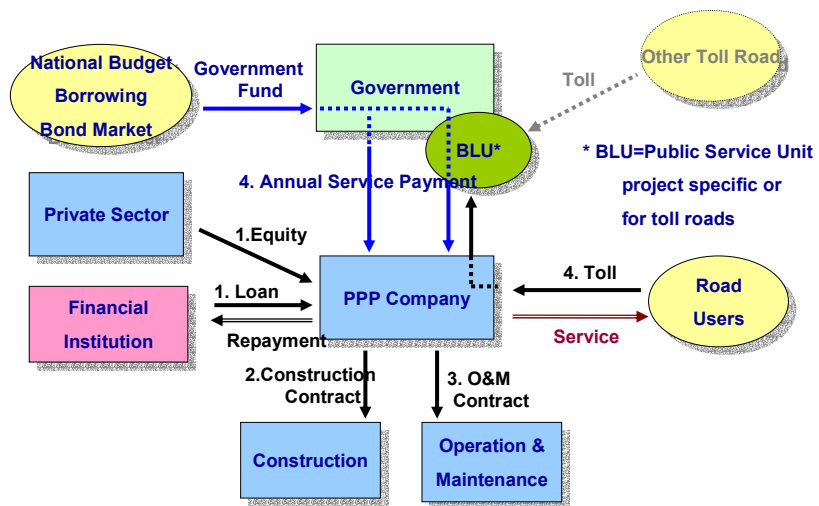 National Budget
Borrowing
Bond Market
Government
Fund
Government
Toll
Other Toll Road
BLU*
* BLU=Public Service Unit
project specific or
for toll roads
4. Annual Service Payment
Private Sector
1.Equity
Financial
Institution
1. Loan
Repayment
PPP Company
4. Toll
Service
Road
Users
2.Construction
Contract
3. O&M
Contract
Construction
Operation &
Maintenance